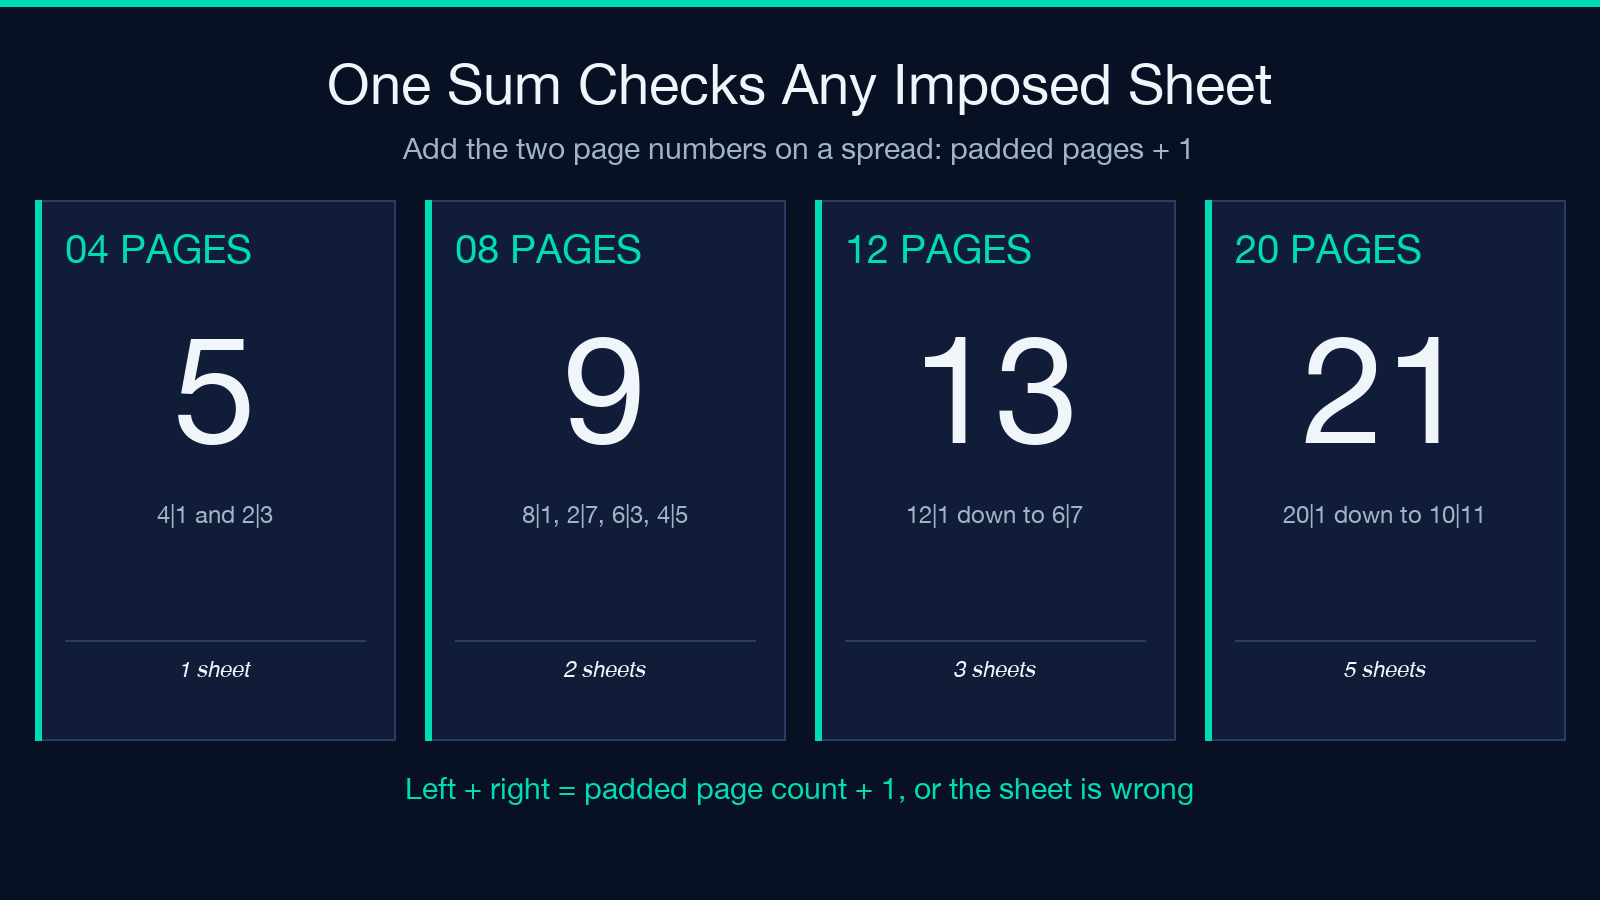 One Sum Checks Any Imposed Sheet
Add the two page numbers on a spread: padded pages + 1
04 PAGES
5
4|1 and 2|3
1 sheet
08 PAGES
9
8|1, 2|7, 6|3, 4|5
2 sheets
12 PAGES
13
12|1 down to 6|7
3 sheets
20 PAGES
21
20|1 down to 10|11
5 sheets
Left + right = padded page count + 1, or the sheet is wrong